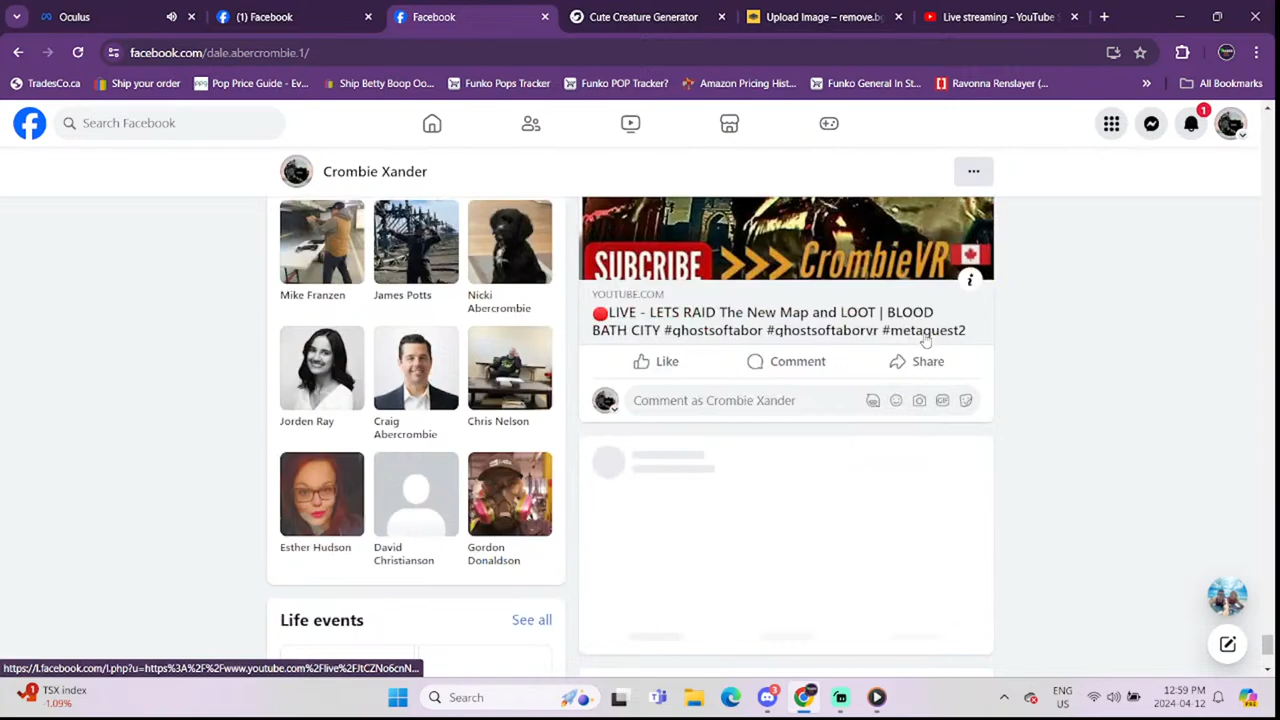 Oculus
(1) Facebook
Facebook
Cute Creature Generator
Upload Image – remove.bg
Live streaming - YouTube S
facebook.com/dale.abercrombie.1/
TradesCo.ca
Ship your order
PPG
Pop Price Guide - Ev...
Ship Betty Boop Oo...
Funko Pops Tracker
Funko POP Tracker?
Amazon Pricing Hist...
Funko General In St...
Ravonna Renslayer (...
All Bookmarks
Search Facebook
1
Crombie Xander
...
Mike Franzen
James Potts
Nicki
Abercrombie
Jorden Ray
Craig
Abercrombie
Chris Nelson
Esther Hudson
David
Christianson
Gordon
Donaldson
Life events
See all
SUBCRIBE >>> CrombieVR
YOUTUBE.COM
🔴LIVE - LETS RAID The New Map and LOOT | BLOOD
BATH CITY #ghostsoftabor #ghostsoftaborvr #metaquest2
Like
Comment
Share
Comment as Crombie Xander
GIF
https://l.facebook.com/l.php?u=https%3A%2F%2Fwww.youtube.com%2Flive%2FJtCZNo6cnN...
1
TSX index
-1.09%
Search
3
ENG
US
12:59 PM
2024-04-12